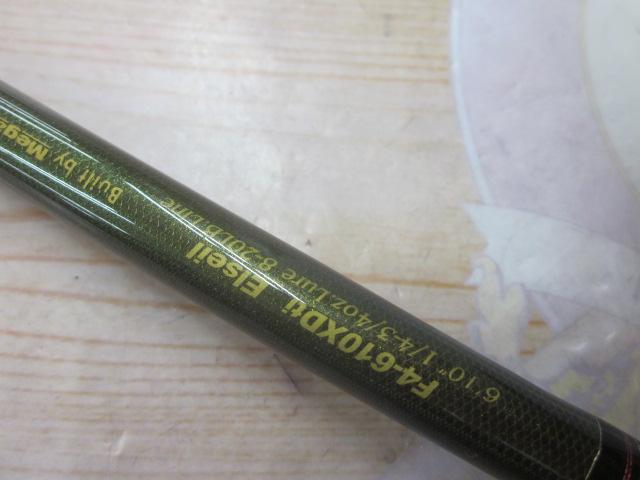 F4-610XDti Elseil
6'10" 1/4-3/4oz.Lure 8-20LB.Line
Built by Mega